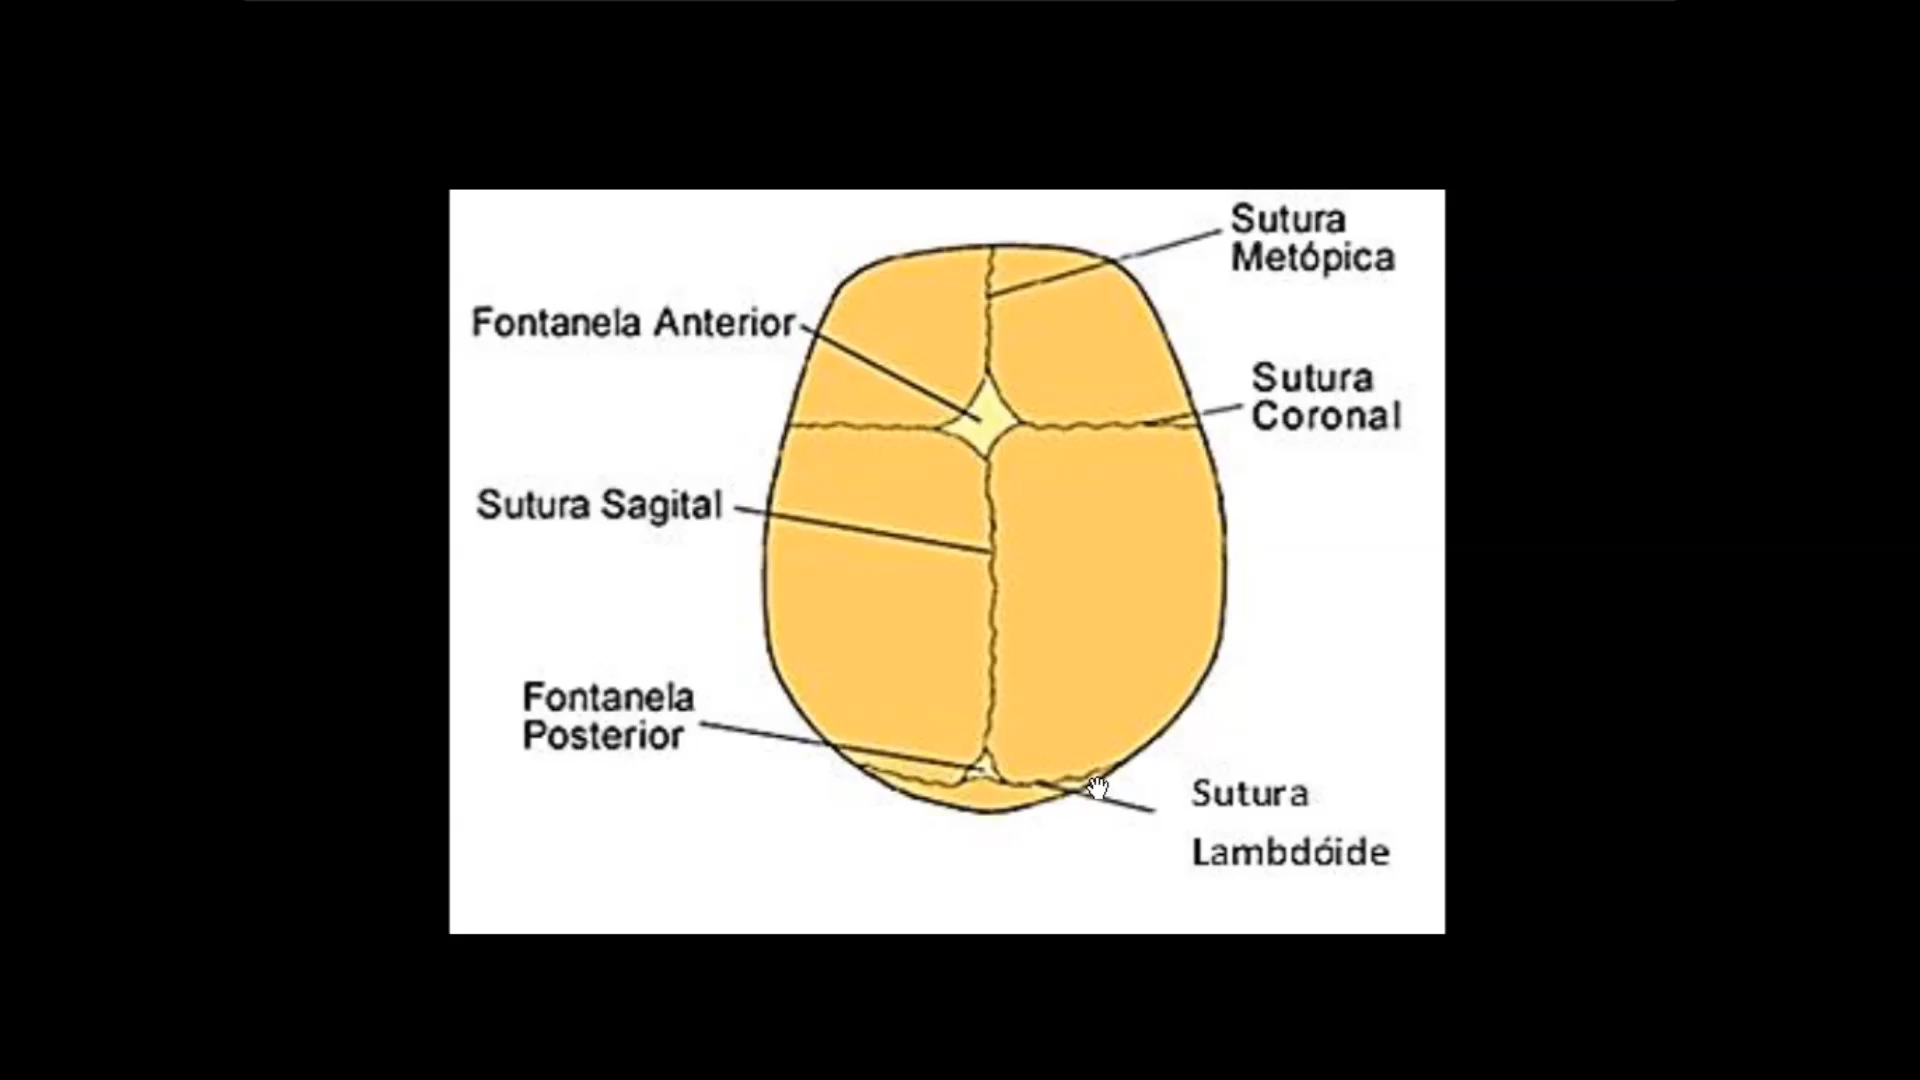 Sutura
Metópica
Fontanela Anterior
Sutura
Coronal
Sutura Sagital
Fontanela
Posterior
Sutura
Lambdóide